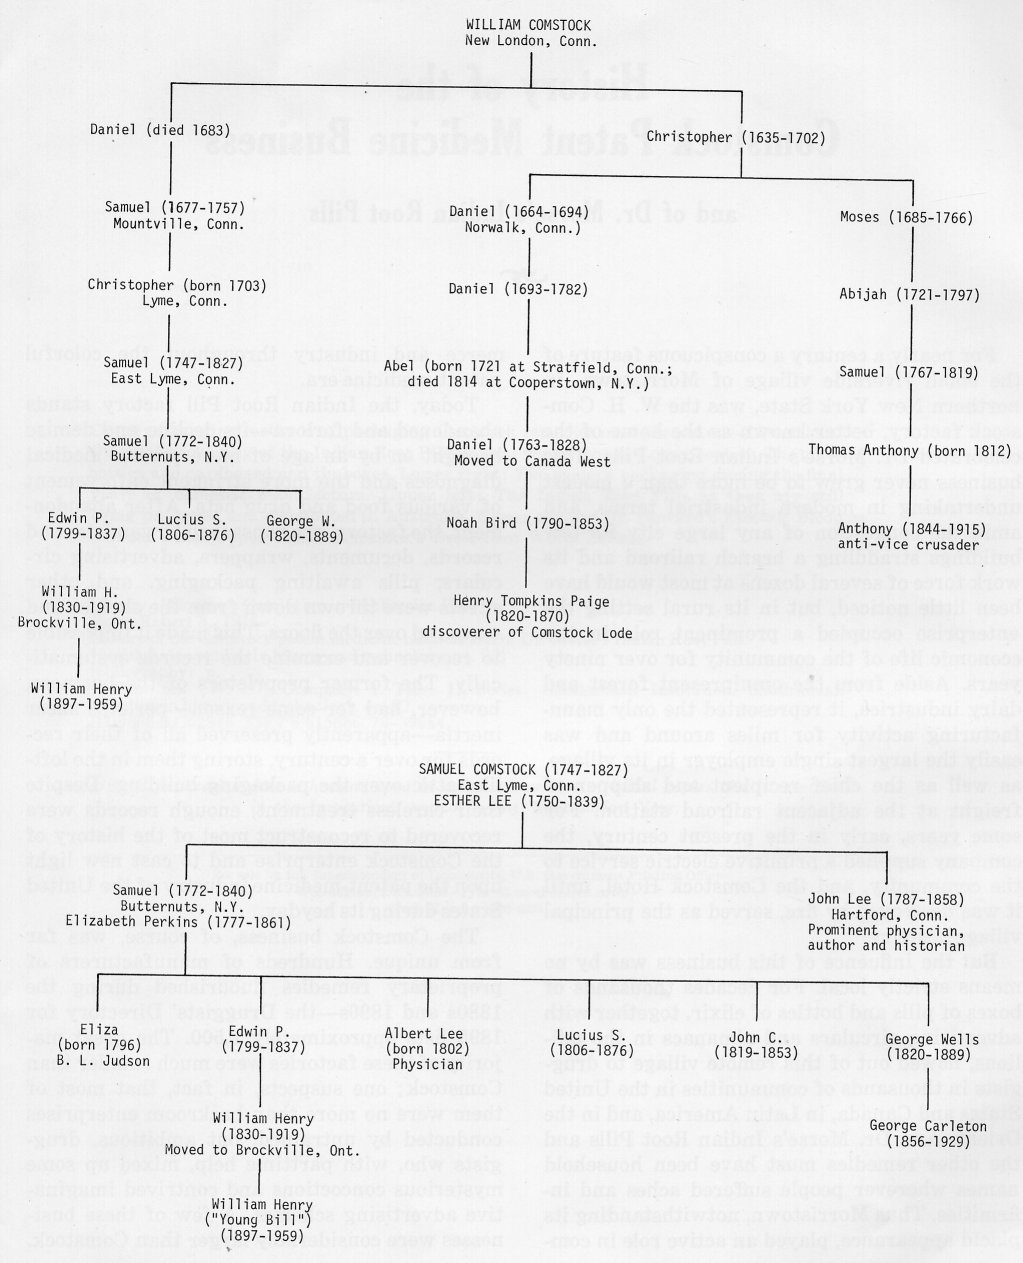 WILLIAM COMSTOCK
New London, Conn.
Daniel (died 1683)
Christopher (1635-1702)
Samuel (1677-1757)
Mountville, Conn.
Daniel (1664-1694)
Norwalk, Conn.)
Moses (1685-1766)
Christopher (born 1703)
Lyme, Conn.
Daniel (1693-1782)
Abijah (1721-1797)
Samuel (1747-1827)
East Lyme, Conn.
Abel (born 1721 at Stratfield, Conn.;
died 1814 at Cooperstown, N.Y.)
Samuel (1767-1819)
Samuel (1772-1840)
Butternuts, N.Y.
Daniel (1763-1828)
Moved to Canada West
Thomas Anthony (born 1812)
Edwin P.
(1799-1837)
Lucius S.
(1806-1876)
George W.
(1820-1889)
Noah Bird (1790-1853)
Anthony (1844-1915)
anti-vice crusader
William H.
(1830-1919)
Brockville, Ont.
Henry Tompkins Paige
(1820-1870)
discoverer of Comstock Lode
William Henry
(1897-1959)
SAMUEL COMSTOCK (1747-1827)
East Lyme, Conn.
ESTHER LEE (1750-1839)
Samuel (1772-1840)
Butternuts, N.Y.
Elizabeth Perkins (1777-1861)
John Lee (1787-1858)
Hartford, Conn.
Prominent physician,
author and historian
Eliza
(born 1796)
B. L. Judson
Edwin P.
(1799-1837)
Albert Lee
(born 1802)
Physician
Lucius S.
(1806-1876)
John C.
(1819-1853)
George Wells
(1820-1889)
William Henry
(1830-1919)
Moved to Brockville, Ont.
George Carleton
(1856-1929)
William Henry
("Young Bill")
(1897-1959)